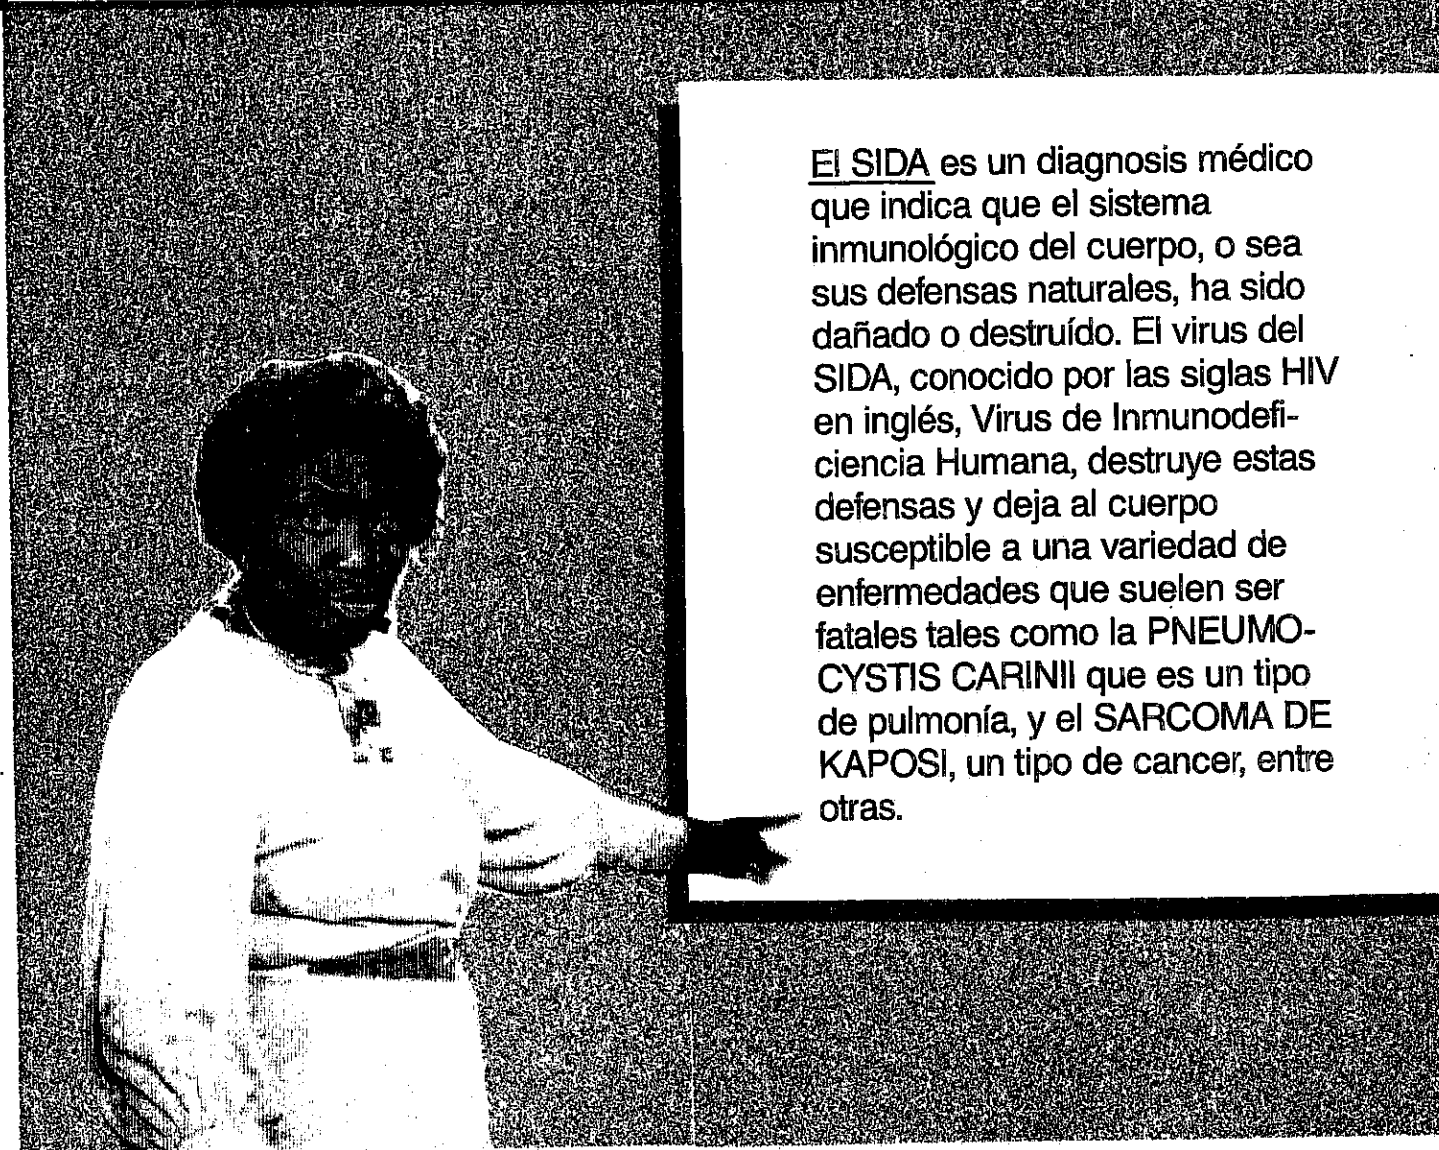 El SIDA es un diagnosis médico
que indica que el sistema
inmunológico del cuerpo, o sea
sus defensas naturales, ha sido
dañado o destruído. El virus del
SIDA, conocido por las siglas HIV
en inglés, Virus de Inmunodefi-
ciencia Humana, destruye estas
defensas y deja al cuerpo
susceptible a una variedad de
enfermedades que suelen ser
fatales tales como la PNEUMO-
CYSTIS CARINII que es un tipo
de pulmonía, y el SARCOMA DE
KAPOSI, un tipo de cancer, entre
otras.